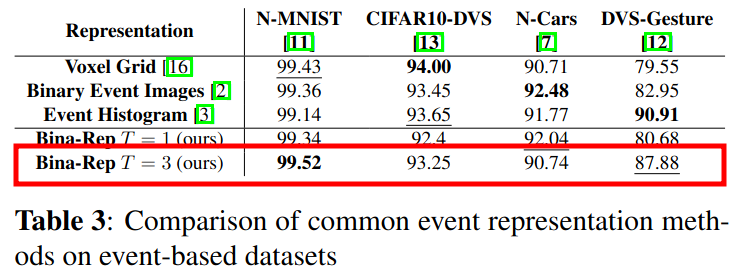 Representation N-MNIST CIFAR10-DVS N-Cars DVS-Gesture
[11] [13] [7] [12]
Voxel Grid [16 99.43 94.00 90.71 79.55
Binary Event Images [2 99.36 93.45 92.48 82.95
Event Histogram [3 99.14 93.65 91.77 90.91
Bina-Rep T = 1 (ours) 99.34 92.4 92.04 80.68
Bina-Rep T = 3 (ours) 99.52 93.25 90.74 87.88
Table 3: Comparison of common event representation meth-
ods on event-based datasets